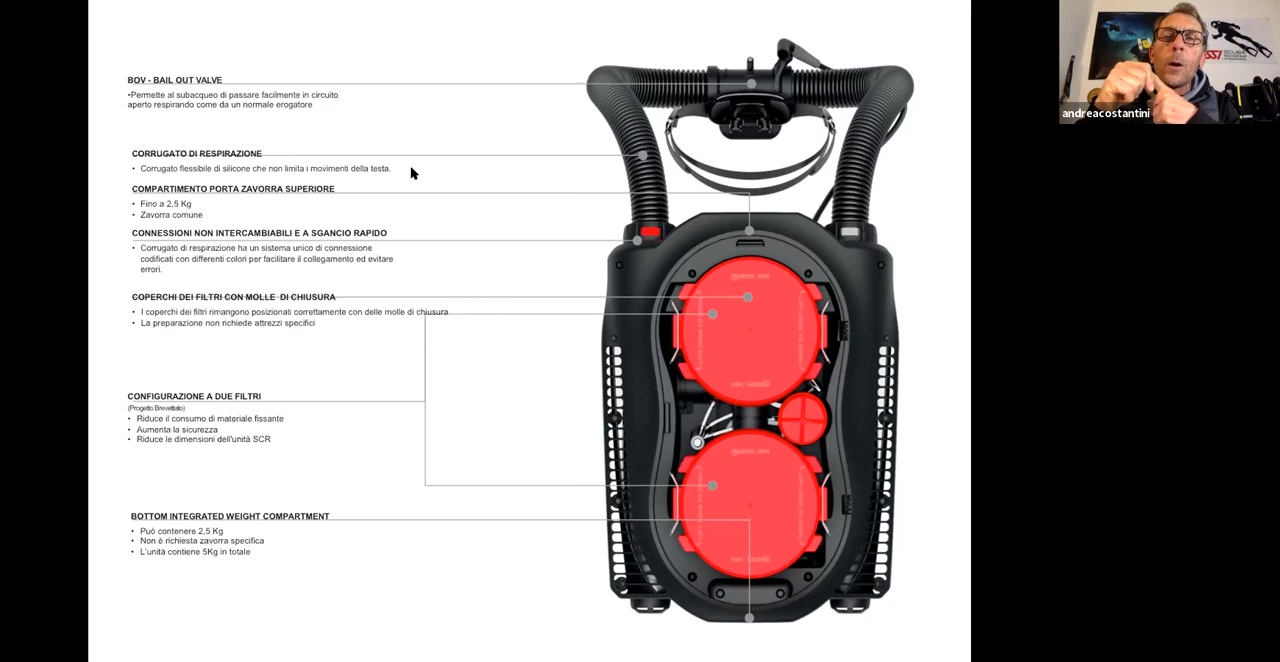 BOV - BAIL OUT VALVE
•Permette al subacqueo di passare facilmente in circuito
aperto respirando come da un normale erogatore
CORRUGATO DI RESPIRAZIONE
• Corrugato flessibile di silicone che non limita i movimenti della testa.
COMPARTIMENTO PORTA ZAVORRA SUPERIORE
• Fino a 2,5 Kg
• Zavorra comune
CONNESSIONI NON INTERCAMBIABILI E A SGANCIO RAPIDO
• Corrugato di respirazione ha un sistema unico di connessione
codificati con differenti colori per facilitare il collegamento ed evitare
errori.
COPERCHI DEI FILTRI CON MOLLE DI CHIUSURA
• I coperchi dei filtri rimangono posizionati correttamente con delle molle di chiusura
• La preparazione non richiede attrezzi specifici
CONFIGURAZIONE A DUE FILTRI
(Progetto Brevettato)
• Riduce il consumo di materiale fissante
• Aumenta la sicurezza
• Riduce le dimensioni dell'unità SCR
BOTTOM INTEGRATED WEIGHT COMPARTMENT
• Può contenere 2,5 Kg
• Non è richiesta zavorra specifica
• L'unità contiene 5Kg in totale
andreacostantini